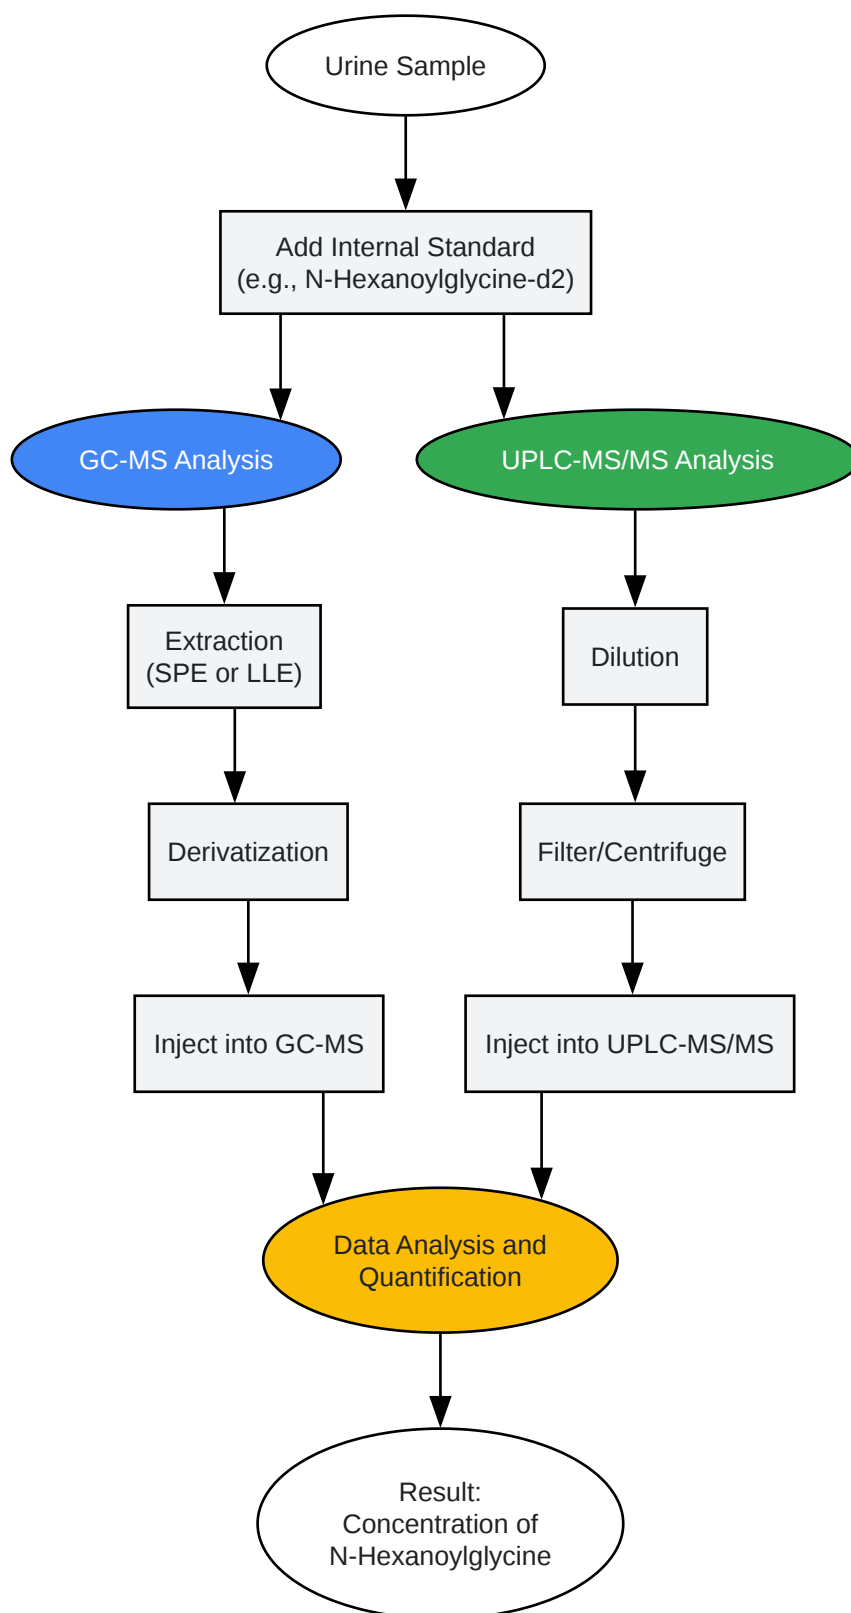 Urine Sample
Add Internal Standard
(e.g., N-Hexanoylglycine-d2)
GC-MS Analysis
UPLC-MS/MS Analysis
Extraction
(SPE or LLE)
Dilution
Derivatization
Filter/Centrifuge
Inject into GC-MS
Inject into UPLC-MS/MS
Data Analysis and
Quantification
Result:
Concentration of
N-Hexanoylglycine